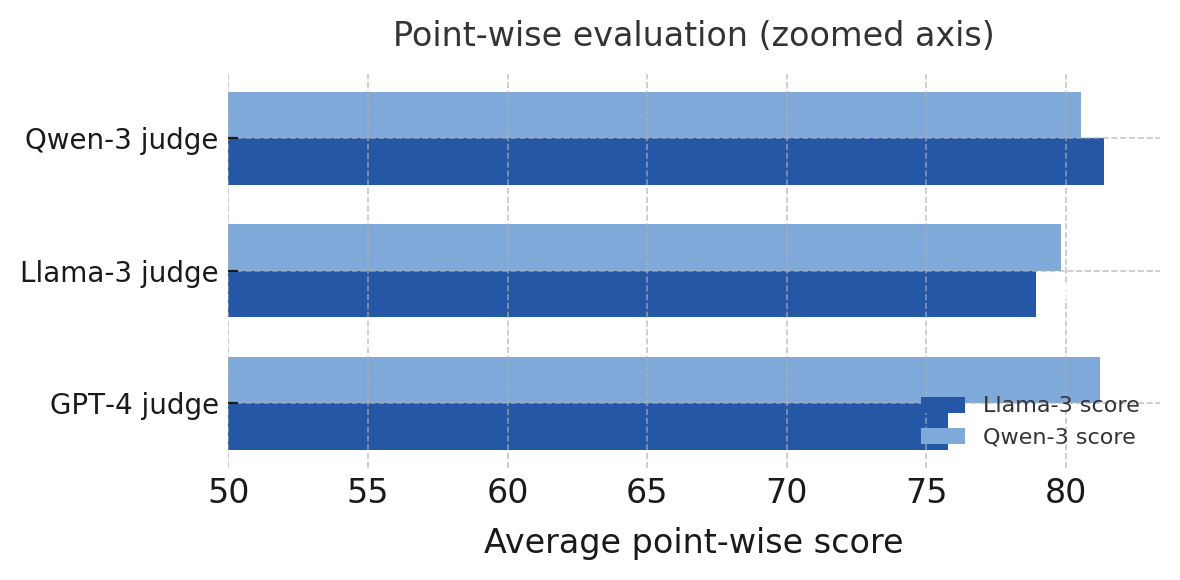 Point-wise evaluation (zoomed axis)
Qwen-3 judge
Llama-3 judge
GPT-4 judge
Llama-3 score
Qwen-3 score
50 55 60 65 70 75 80
Average point-wise score